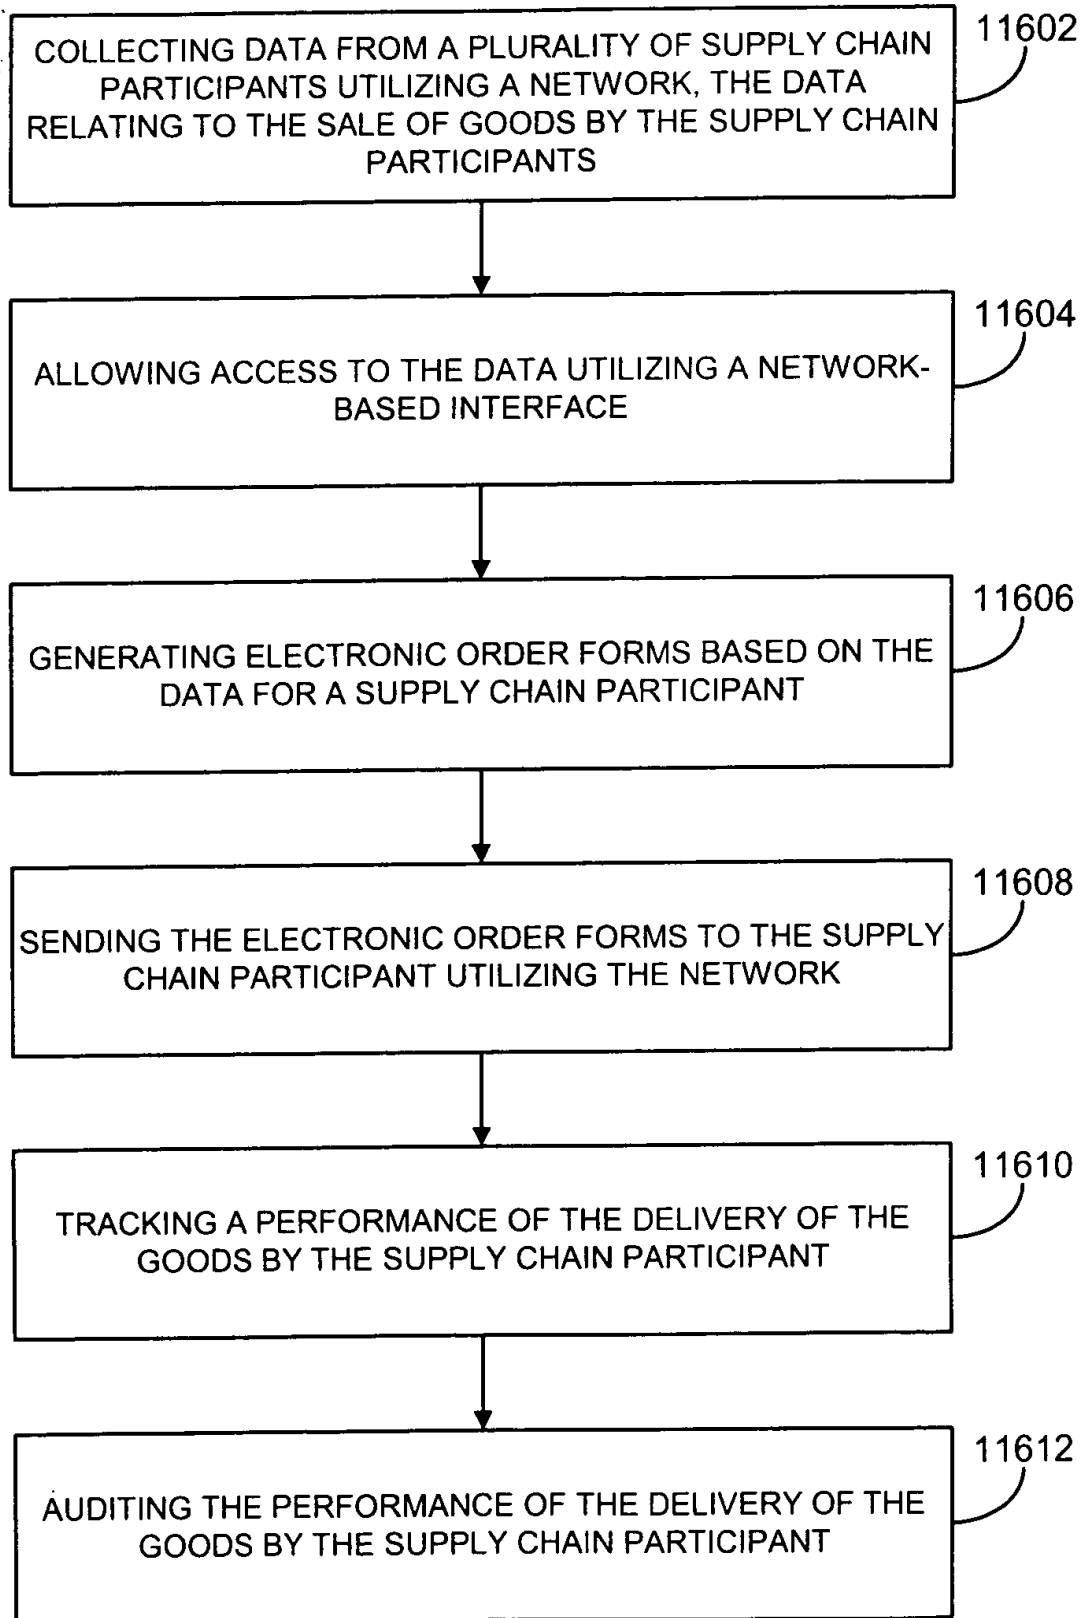 11602
COLLECTING DATA FROM A PLURALITY OF SUPPLY CHAIN
PARTICIPANTS UTILIZING A NETWORK, THE DATA
RELATING TO THE SALE OF GOODS BY THE SUPPLY CHAIN
PARTICIPANTS
11604
ALLOWING ACCESS TO THE DATA UTILIZING A NETWORK-
BASED INTERFACE
11606
GENERATING ELECTRONIC ORDER FORMS BASED ON THE
DATA FOR A SUPPLY CHAIN PARTICIPANT
11608
SENDING THE ELECTRONIC ORDER FORMS TO THE SUPPLY
CHAIN PARTICIPANT UTILIZING THE NETWORK
11610
TRACKING A PERFORMANCE OF THE DELIVERY OF THE
GOODS BY THE SUPPLY CHAIN PARTICIPANT
11612
AUDITING THE PERFORMANCE OF THE DELIVERY OF THE
GOODS BY THE SUPPLY CHAIN PARTICIPANT